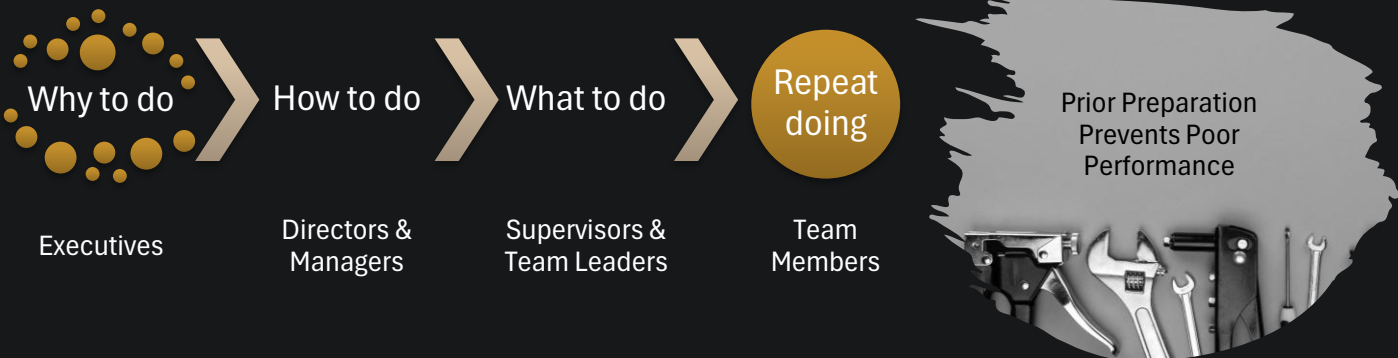 Why to do
How to do
What to do
Repeat
doing
Executives
Directors &
Managers
Supervisors &
Team Leaders
Team
Members
Prior Preparation
Prevents Poor
Performance